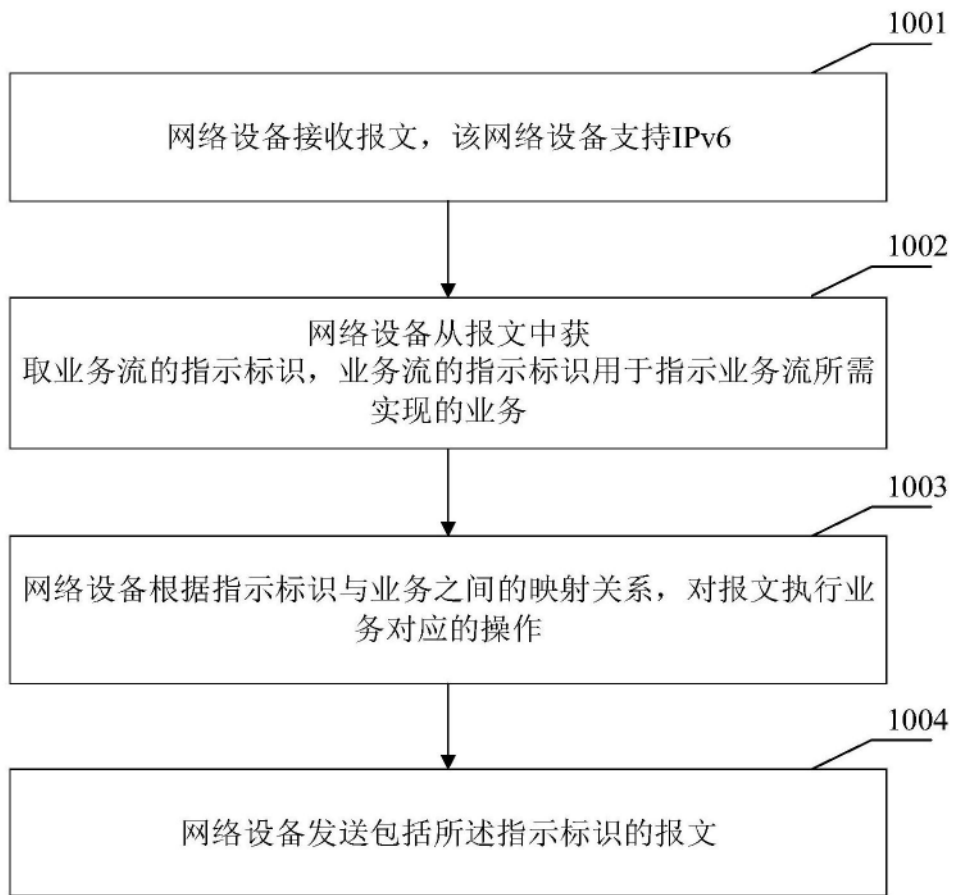 1001
网络设备接收报文，该网络设备支持IPv6
1002
网络设备从报文中获
取业务流的指示标识，业务流的指示标识用于指示业务流所需
实现的业务
1003
网络设备根据指示标识与业务之间的映射关系，对报文执行业
务对应的操作
1004
网络设备发送包括所述指示标识的报文